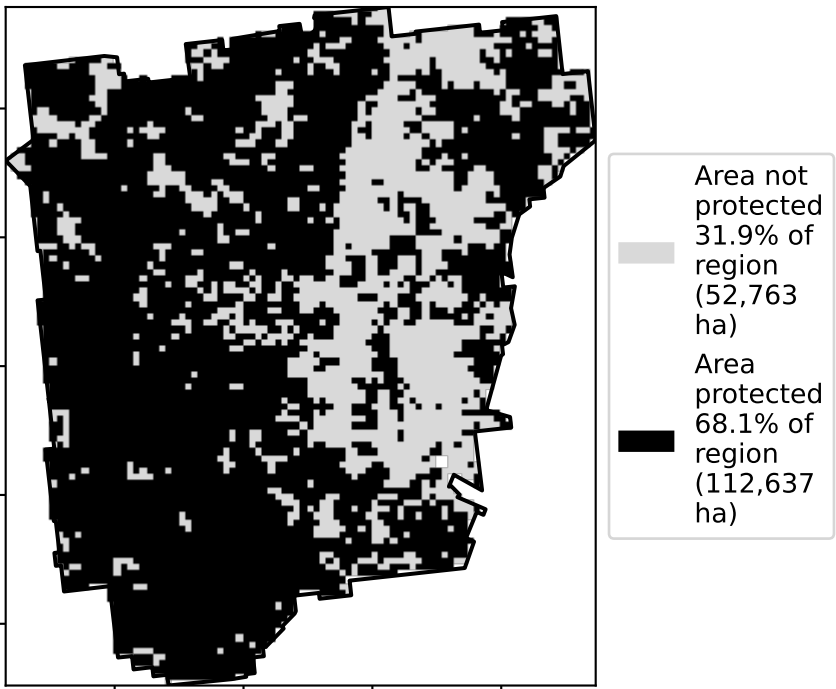 Area not
protected
31.9% of
region
(52,763
ha)
Area
protected
68.1% of
region
(112,637
ha)